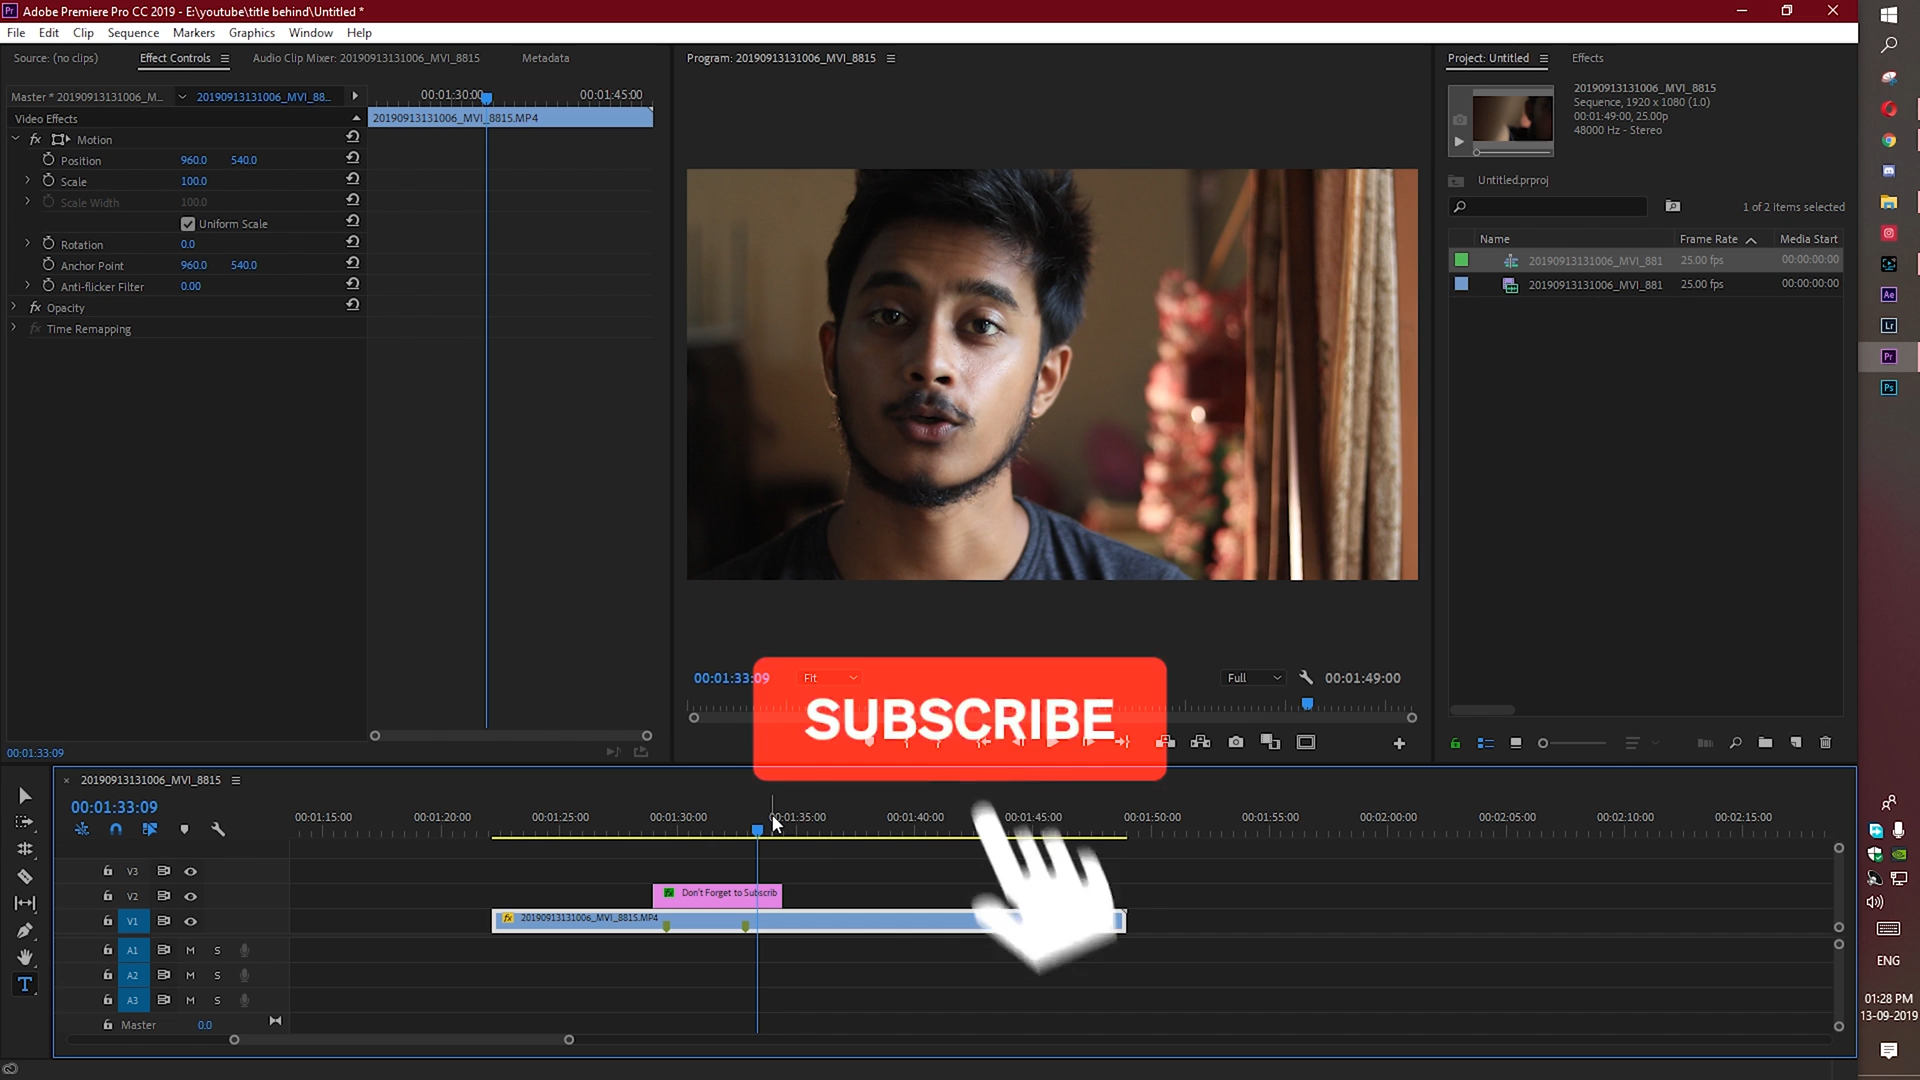 Adobe Premiere Pro CC 2019 - E:\youtube\title behind\Untitled *
File Edit Clip Sequence Markers Graphics Window Help
Source: (no clips) Effect Controls Audio Clip Mixer: 20190913131006_MVI_8815 Metadata
Program: 20190913131006_MVI_8815
Project: Untitled Effects
Master * 20190913131006_M... 20190913131006_MVI_88...
00:01:30:00 00:01:45:00
20190913131006_MVI_8815.MP4
Video Effects
fx Motion
Position 960.0 540.0
Scale 100.0
Scale Width 100.0
Uniform Scale
Rotation 0.0
Anchor Point 960.0 540.0
Anti-flicker Filter 0.00
fx Opacity
fx Time Remapping
00:01:33:09
20190913131006_MVI_8815
Sequence, 1920 x 1080 (1.0)
00:01:49:00, 25.00p
48000 Hz - Stereo
Untitled.prproj
1 of 2 items selected
Name Frame Rate Media Start
20190913131006_MVI_881 25.00 fps 00:00:00:00
20190913131006_MVI_881 25.00 fps 00:00:00:00
00:01:33:09 Fit Full 00:01:49:00
SUBSCRIBE
20190913131006_MVI_8815
00:01:33:09
00:01:15:00 00:01:20:00 00:01:25:00 00:01:30:00 00:01:35:00 00:01:40:00 00:01:45:00 00:01:50:00 00:01:55:00 00:02:00:00 00:02:05:00 00:02:10:00 00:02:15:00
V3
V2
fx Don't Forget to Subscrib
V1
fx 20190913131006_MVI_8815.MP4
A1 M S
A2 M S
A3 M S
Master 0.0
T
Ae
Lr
Pr
Ps
ENG
01:28 PM
13-09-2019